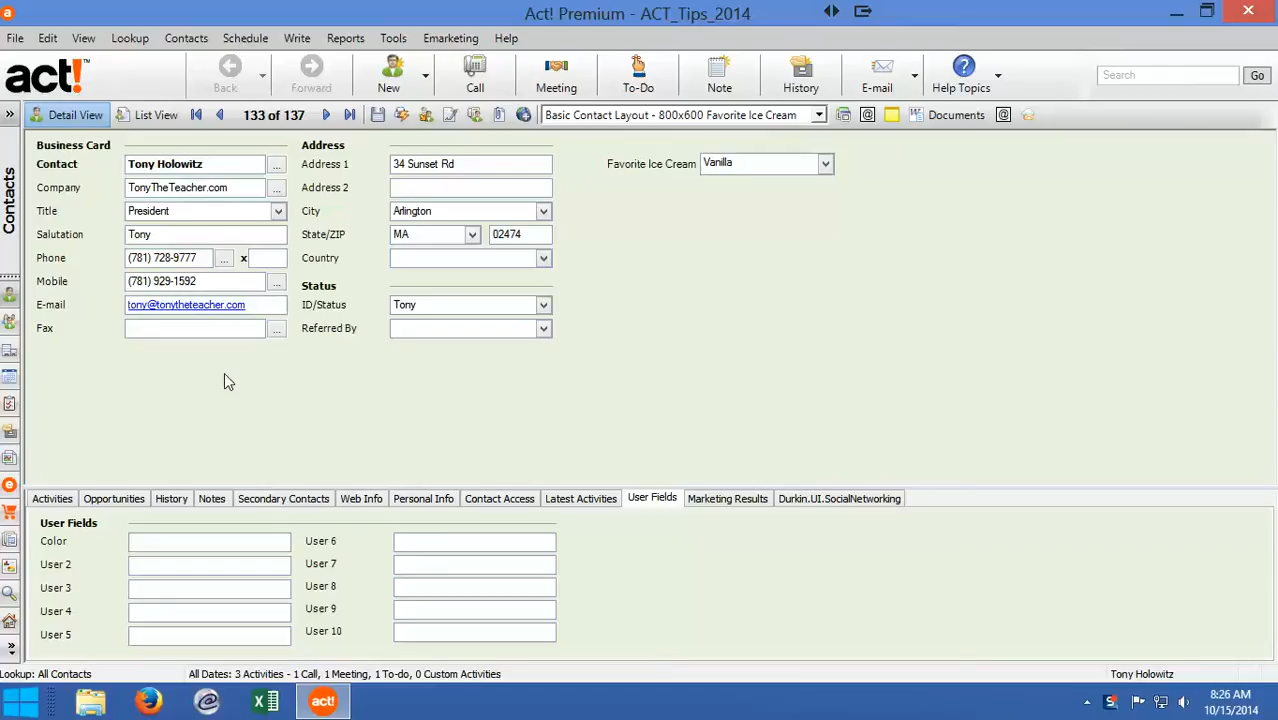 Act! Premium - ACT_Tips_2014
File Edit View Lookup Contacts Schedule Write Reports Tools Emarketing Help
act!™
Back Forward New Call Meeting To-Do Note History E-mail Help Topics Search Go
Detail View List View 133 of 137 Basic Contact Layout - 800x600 Favorite Ice Cream Documents
Contacts
Business Card Address
Contact Tony Holowitz ... Address 1 34 Sunset Rd Favorite Ice Cream Vanilla
Company TonyTheTeacher.com ... Address 2
Title President City Arlington
Salutation Tony State/ZIP MA 02474
Phone (781) 728-9777 ... x Country
Mobile (781) 929-1592 ... Status
E-mail tony@tonytheteacher.com ID/Status Tony
Fax ... Referred By
Activities Opportunities History Notes Secondary Contacts Web Info Personal Info Contact Access Latest Activities User Fields Marketing Results Durkin.UI.SocialNetworking
User Fields
Color User 6
User 2 User 7
User 3 User 8
User 4 User 9
User 5 User 10
Lookup: All Contacts All Dates: 3 Activities - 1 Call, 1 Meeting, 1 To-do, 0 Custom Activities Tony Holowitz
act! 8:26 AM
10/15/2014